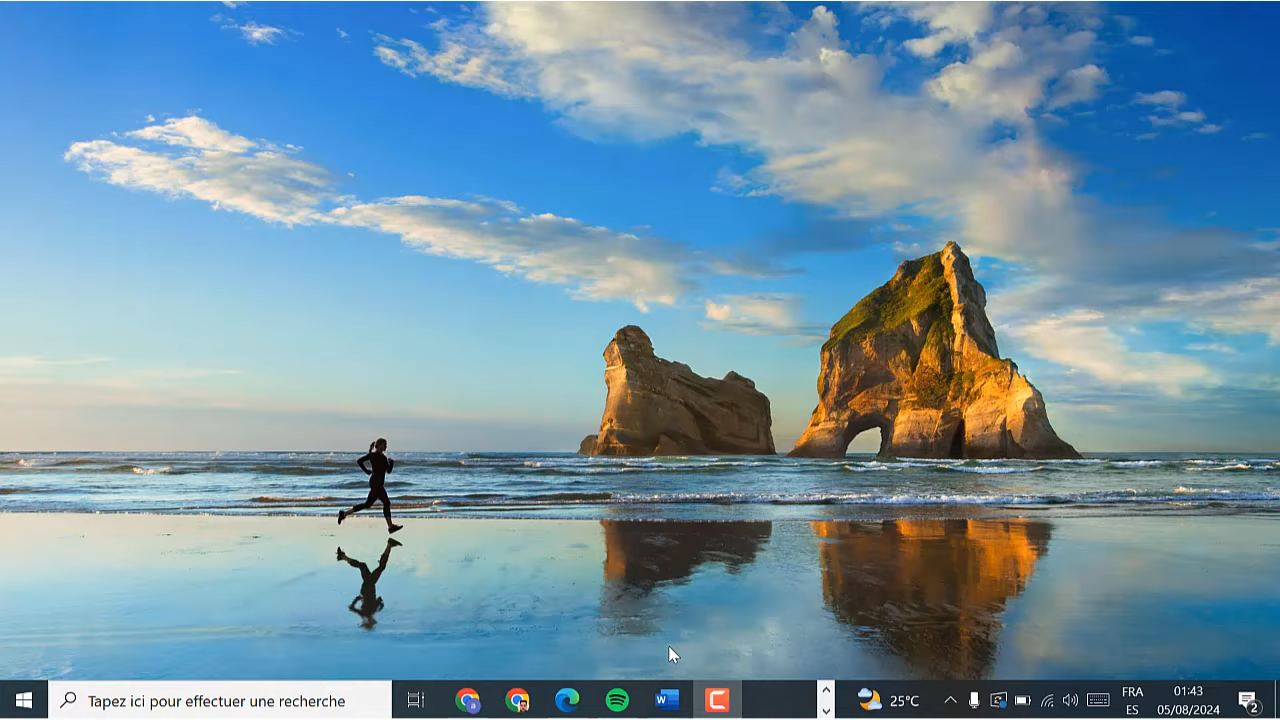 Tapez ici pour effectuer une recherche
25°C
FRA
ES
01:43
05/08/2024
2